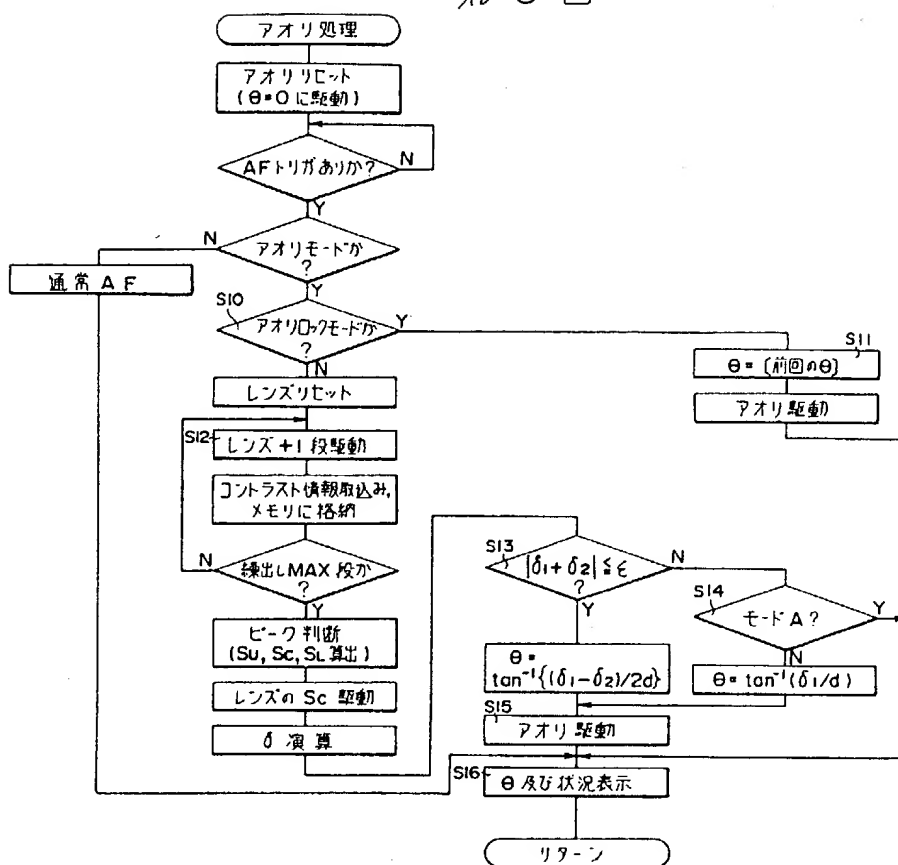 アオリ処理
アオリリセット
(θ=0に駆動)
AFトリガありか?
N
Y
アオリモードか
?
N
Y
通常AF
S10
アオリロックモードか
?
Y
N
S11
θ=[前回のθ]
アオリ駆動
レンズリセット
S12
レンズ+1段駆動
コントラスト情報取込み,
メモリに格納
繰出しMAX段か
?
N
Y
ピーク判断
(SU, SC, SL 算出)
レンズの SC 駆動
δ 演算
S13
|δ1+δ2|≦ε
?
N
Y
S14
モードA?
Y
N
θ=
tan-1{(δ1-δ2)/2d}
θ=tan-1(δ1/d)
S15
アオリ駆動
S16
θ及び状況表示
リターン